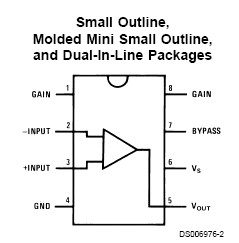 Small Outline,
Molded Mini Small Outline,
and Dual-In-Line Packages
GAIN 1 8 GAIN
−INPUT 2 7 BYPASS
+INPUT 3 6 VS
GND 4 5 VOUT
DS006976-2